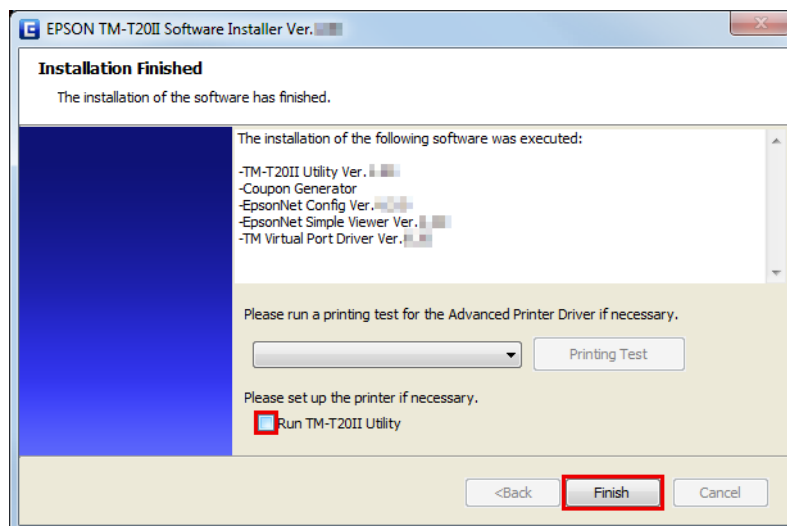 EPSON TM-T20II Software Installer Ver.
Installation Finished
The installation of the software has finished.
The installation of the following software was executed:
-TM-T20II Utility Ver.
-Coupon Generator
-EpsonNet Config Ver.
-EpsonNet Simple Viewer Ver.
-TM Virtual Port Driver Ver.
Please run a printing test for the Advanced Printer Driver if necessary.
Printing Test
Please set up the printer if necessary.
Run TM-T20II Utility
<Back Finish Cancel